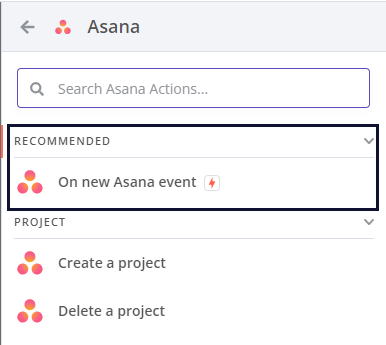 Asana
Search Asana Actions...
RECOMMENDED
On new Asana event
PROJECT
Create a project
Delete a project